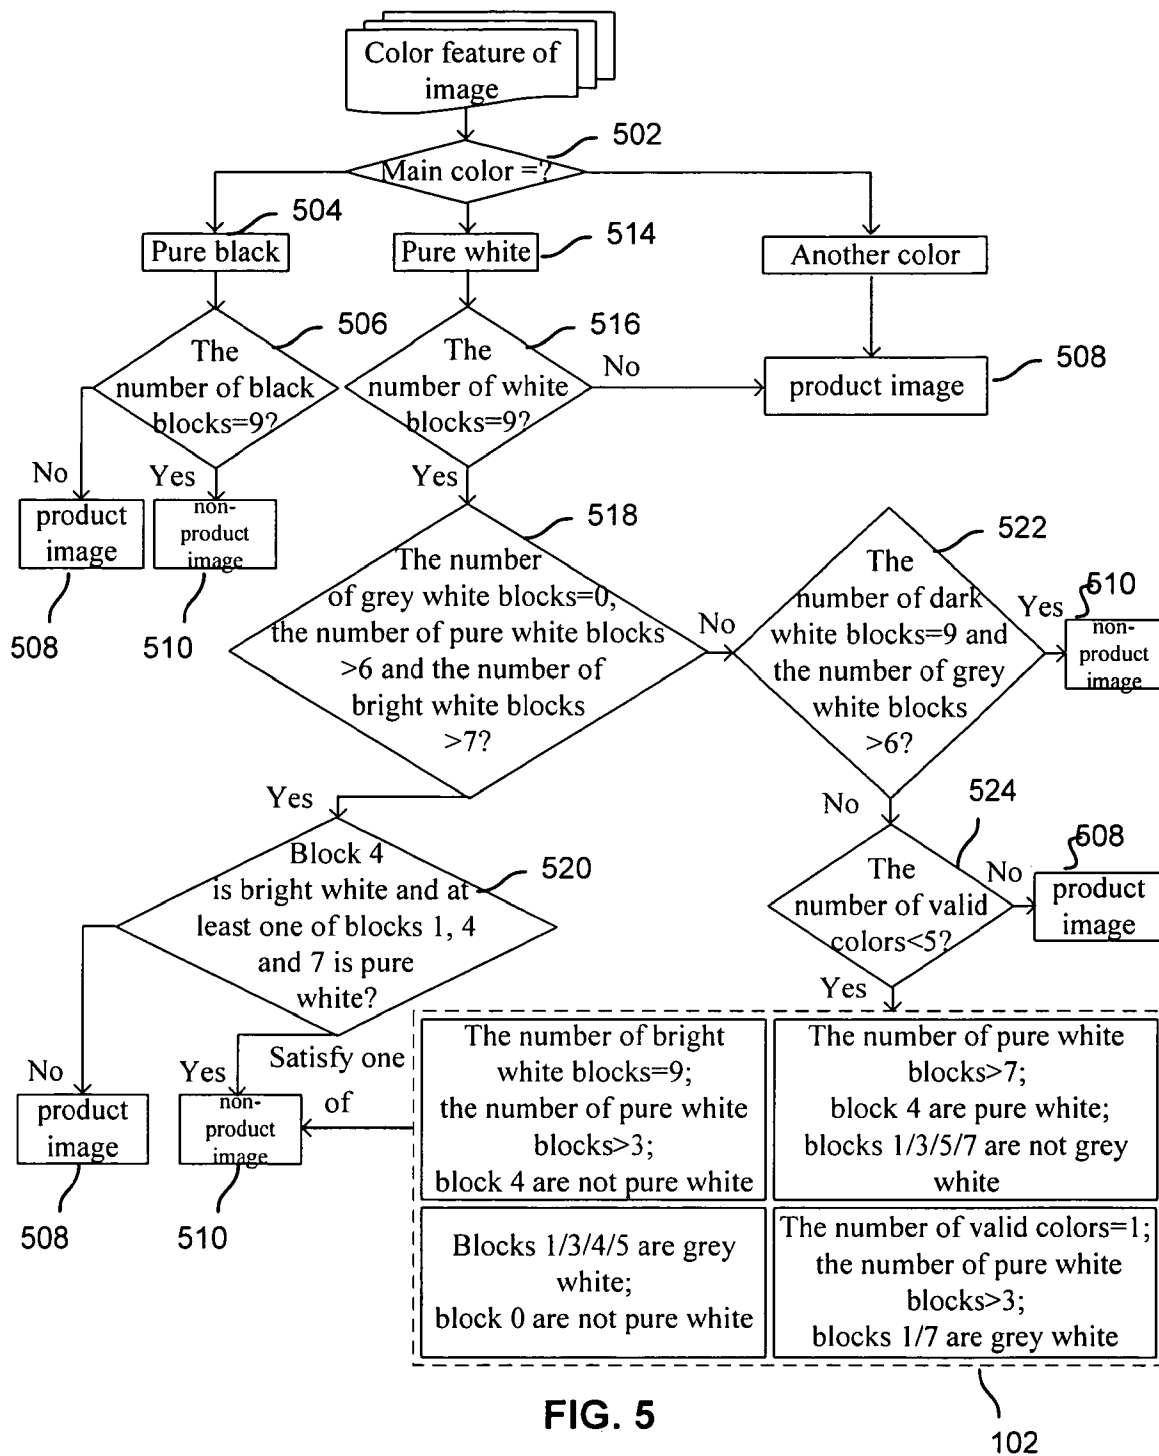 Color feature of
image
502
Main color =?
504
Pure black
514
Pure white
Another color
506
The
number of black
blocks=9?
516
The
number of white
blocks=9?
No
508
product image
No
Yes
product
image
508
non-
product
image
510
Yes
518
The number
of grey white blocks=0,
the number of pure white blocks
>6 and the number of
bright white blocks
>7?
No
522
The
number of dark
white blocks=9 and
the number of grey
white blocks
>6?
Yes
510
non-
product
image
Yes
No
524
Block 4
is bright white and at
least one of blocks 1, 4
and 7 is pure
white?
520
The
number of valid
colors<5?
No
508
product
image
Yes
No
product
image
508
Yes
non-
product
image
510
Satisfy one
of
The number of bright
white blocks=9;
the number of pure white
blocks>3;
block 4 are not pure white
The number of pure white
blocks>7;
block 4 are pure white;
blocks 1/3/5/7 are not grey
white
Blocks 1/3/4/5 are grey
white;
block 0 are not pure white
The number of valid colors=1;
the number of pure white
blocks>3;
blocks 1/7 are grey white
102
FIG. 5